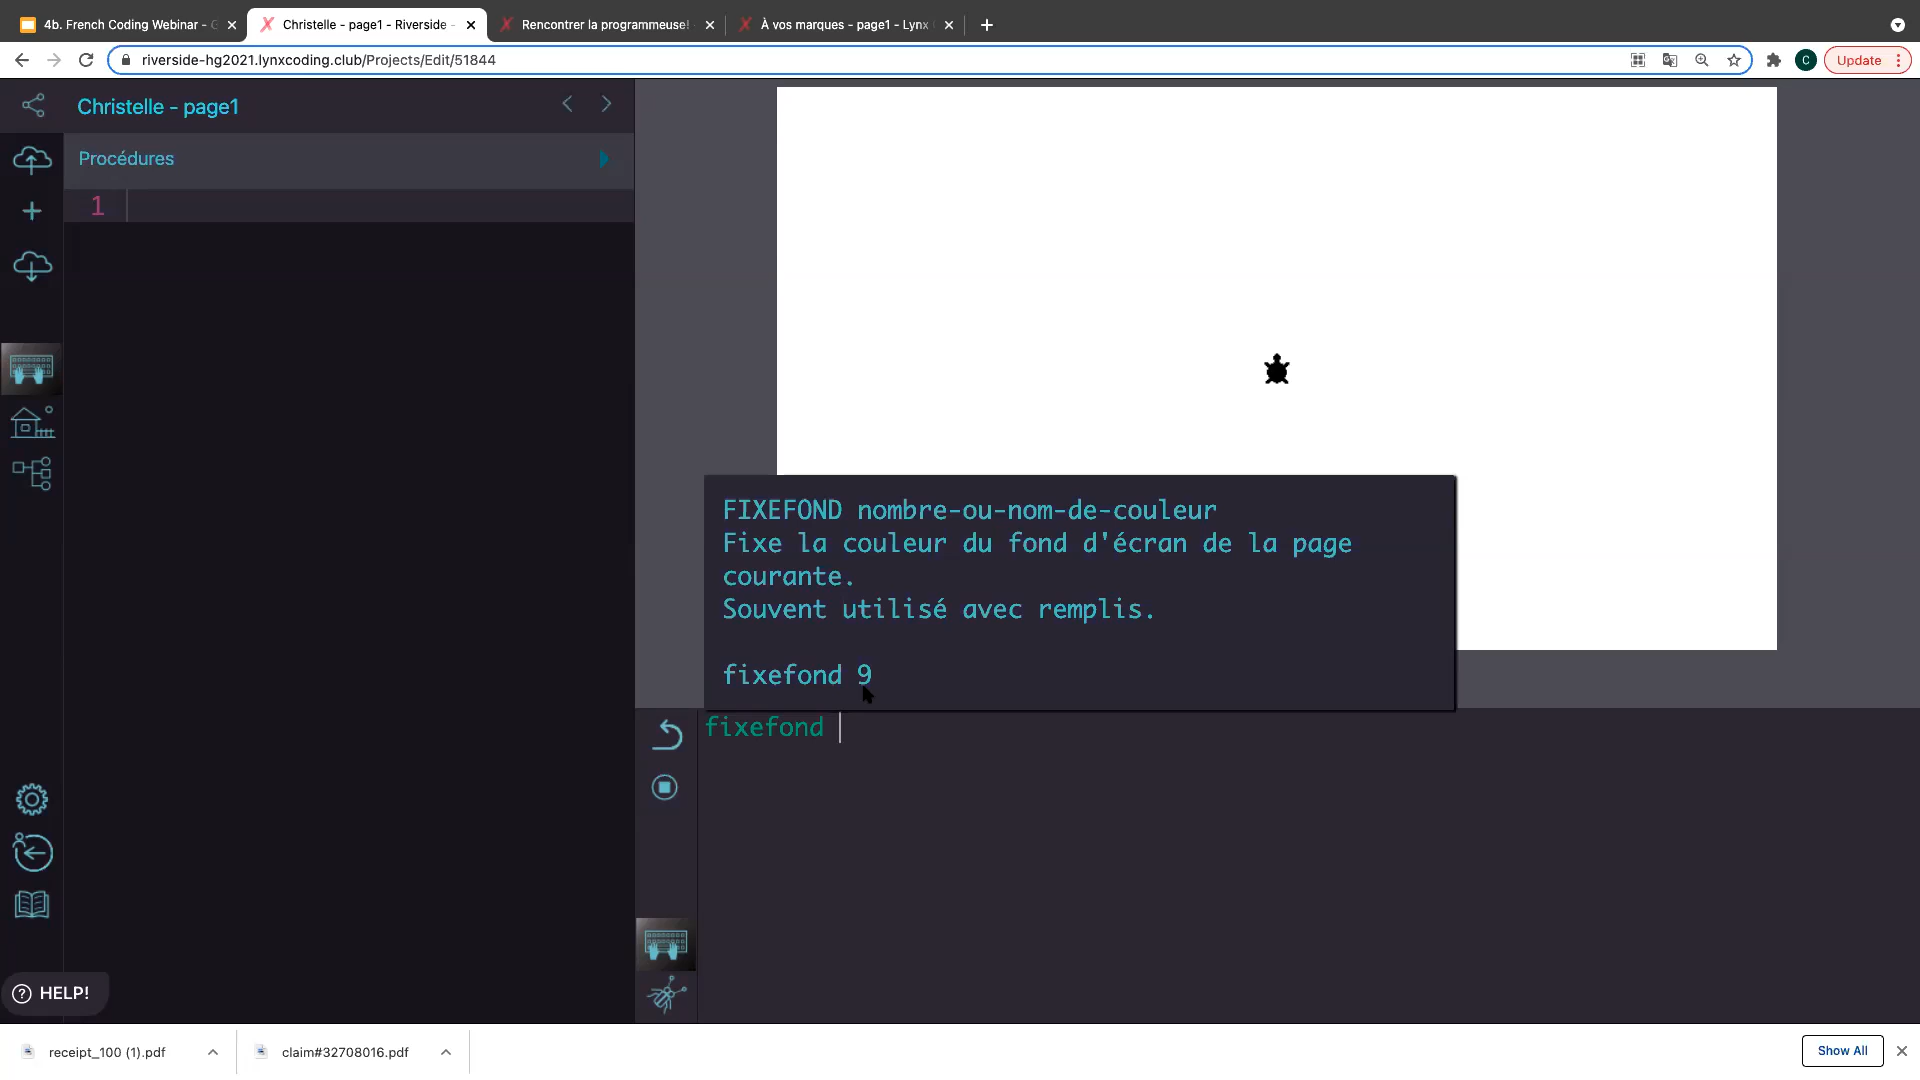 4b. French Coding Webinar - G
Christelle - page1 - Riverside -
Rencontrer la programmeuse!
À vos marques - page1 - Lynx
riverside-hg2021.lynxcoding.club/Projects/Edit/51844
C
Update
Christelle - page1
Procédures
1
FIXEFOND nombre-ou-nom-de-couleur
Fixe la couleur du fond d'écran de la page
courante.
Souvent utilisé avec remplis.
fixefond 9
fixefond
? HELP!
receipt_100 (1).pdf
claim#32708016.pdf
Show All